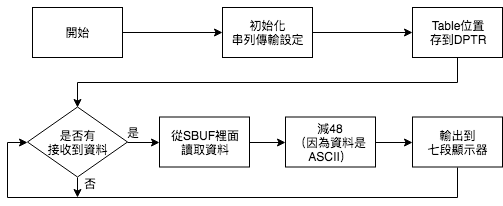 開始
初始化
串列傳輸設定
Table位置
存到DPTR
是否有
接收到資料
是
否
從SBUF裡面
讀取資料
減48
（因為資料是
ASCII）
輸出到
七段顯示器